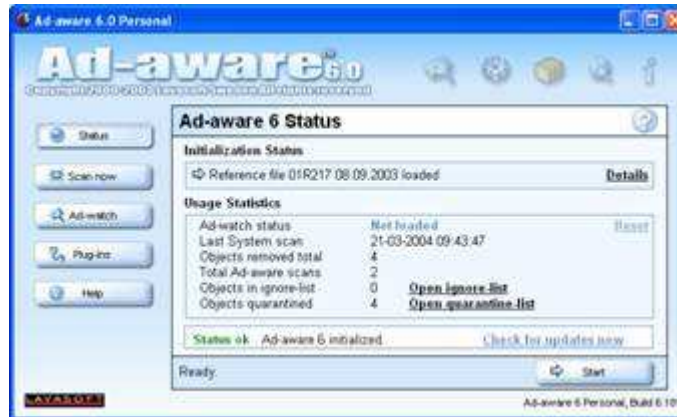 Ad-aware 6.0 Personal
Ad-aware 6.0
Status
Scan now
Ad-watch
Plug-ins
Help
Ad-aware 6 Status
Initialization Status
Reference file 01R217 08.09.2003 loaded Details
Usage Statistics
Ad-watch status Not loaded Reset
Last System scan 21-03-2004 09:43:47
Objects removed total 4
Total Ad-aware scans 2
Objects in ignore-list 0 Open ignore-list
Objects quarantined 4 Open quarantine-list
Status ok Ad-aware 6 initialized Check for updates now
Ready
Start
LAVASOFT
Ad-aware 6 Personal, Build 6